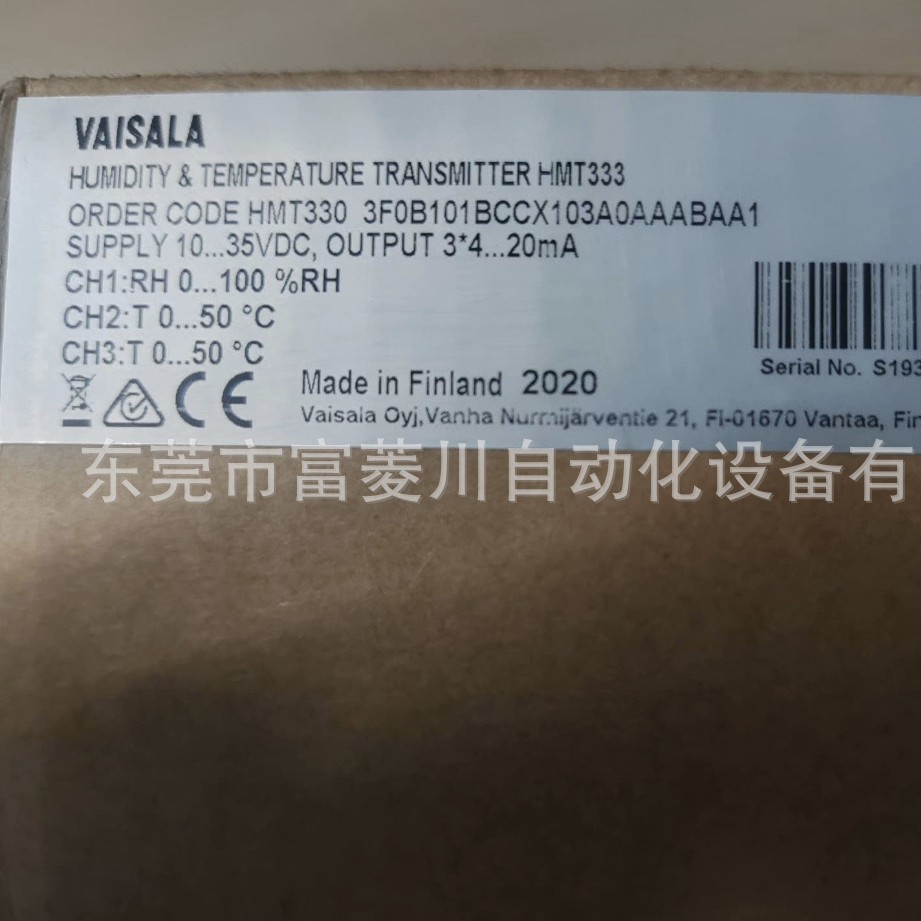 VAISALA
HUMIDITY & TEMPERATURE TRANSMITTER HMT333
ORDER CODE HMT330 3F0B101BCCX103A0AAABAA1
SUPPLY 10...35VDC, OUTPUT 3*4...20mA
CH1:RH 0...100 %RH
CH2:T 0...50 °C
CH3:T 0...50 °C
Serial No. S193
CE
Made in Finland 2020
Vaisala Oyj,Vanha Nurmijärventie 21, FI-01670 Vantaa, Fin
东莞市富菱川自动化设备有